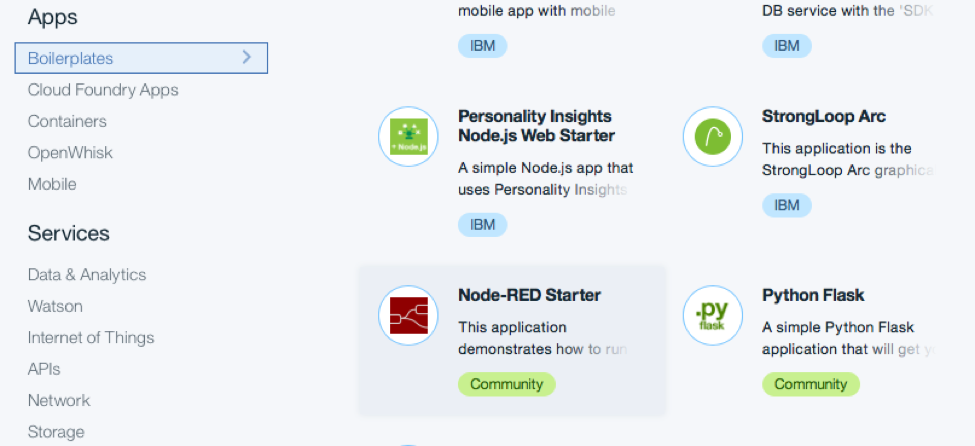 Apps
Boilerplates
Cloud Foundry Apps
Containers
OpenWhisk
Mobile
Services
Data & Analytics
Watson
Internet of Things
APIs
Network
Storage
mobile app with mobile
IBM
DB service with the 'SDK
IBM
Personality Insights
Node.js Web Starter
A simple Node.js app that
uses Personality Insights
IBM
+ Node.js
StrongLoop Arc
This application is the
StrongLoop Arc graphica
IBM
Node-RED Starter
This application
demonstrates how to run
Community
.py
flask
Python Flask
A simple Python Flask
application that will get y
Community